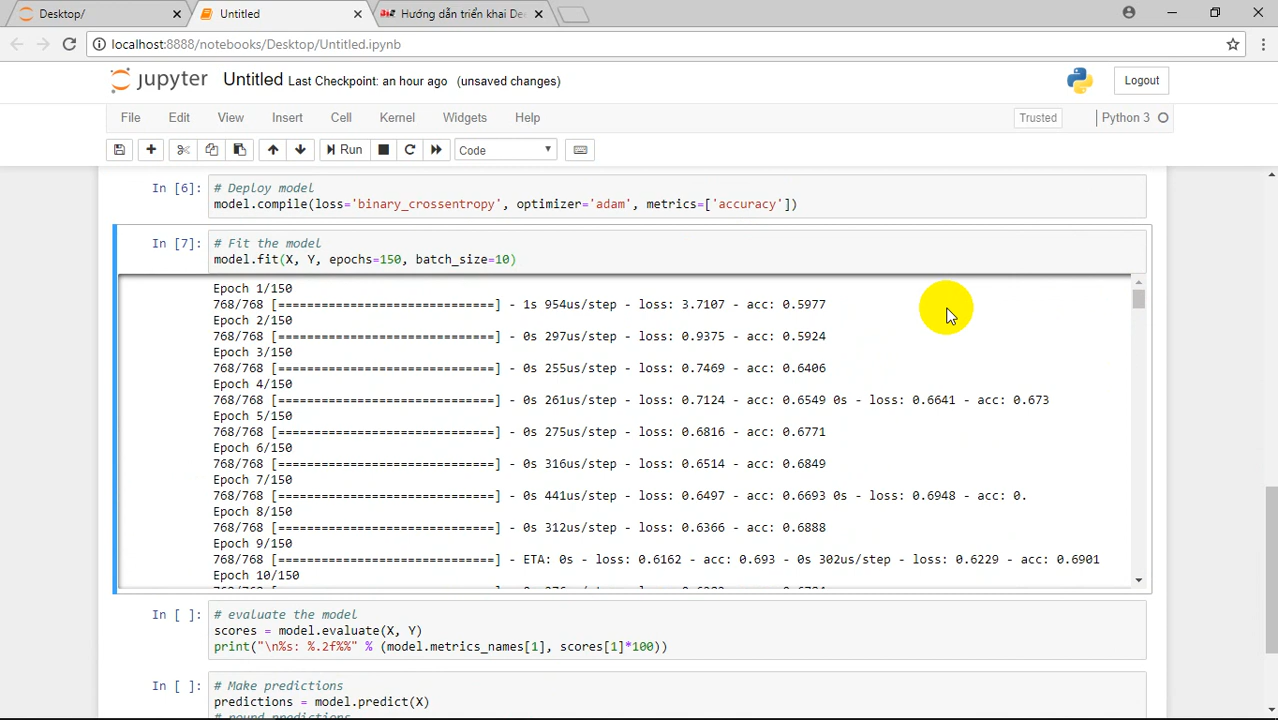 Desktop/
Untitled
Hướng dẫn triển khai De
localhost:8888/notebooks/Desktop/Untitled.ipynb
jupyter Untitled Last Checkpoint: an hour ago (unsaved changes)
Logout
File Edit View Insert Cell Kernel Widgets Help
Trusted
Python 3
Run
Code
In [6]: # Deploy model
model.compile(loss='binary_crossentropy', optimizer='adam', metrics=['accuracy'])
In [7]: # Fit the model
model.fit(X, Y, epochs=150, batch_size=10)
Epoch 1/150
768/768 [==============================] - 1s 954us/step - loss: 3.7107 - acc: 0.5977
Epoch 2/150
768/768 [==============================] - 0s 297us/step - loss: 0.9375 - acc: 0.5924
Epoch 3/150
768/768 [==============================] - 0s 255us/step - loss: 0.7469 - acc: 0.6406
Epoch 4/150
768/768 [==============================] - 0s 261us/step - loss: 0.7124 - acc: 0.6549 0s - loss: 0.6641 - acc: 0.673
Epoch 5/150
768/768 [==============================] - 0s 275us/step - loss: 0.6816 - acc: 0.6771
Epoch 6/150
768/768 [==============================] - 0s 316us/step - loss: 0.6514 - acc: 0.6849
Epoch 7/150
768/768 [==============================] - 0s 441us/step - loss: 0.6497 - acc: 0.6693 0s - loss: 0.6948 - acc: 0.
Epoch 8/150
768/768 [==============================] - 0s 312us/step - loss: 0.6366 - acc: 0.6888
Epoch 9/150
768/768 [==============================] - ETA: 0s - loss: 0.6162 - acc: 0.693 - 0s 302us/step - loss: 0.6229 - acc: 0.6901
Epoch 10/150
In [ ]: # evaluate the model
scores = model.evaluate(X, Y)
print("\n%s: %.2f%%" % (model.metrics_names[1], scores[1]*100))
In [ ]: # Make predictions
predictions = model.predict(X)
# round predictions